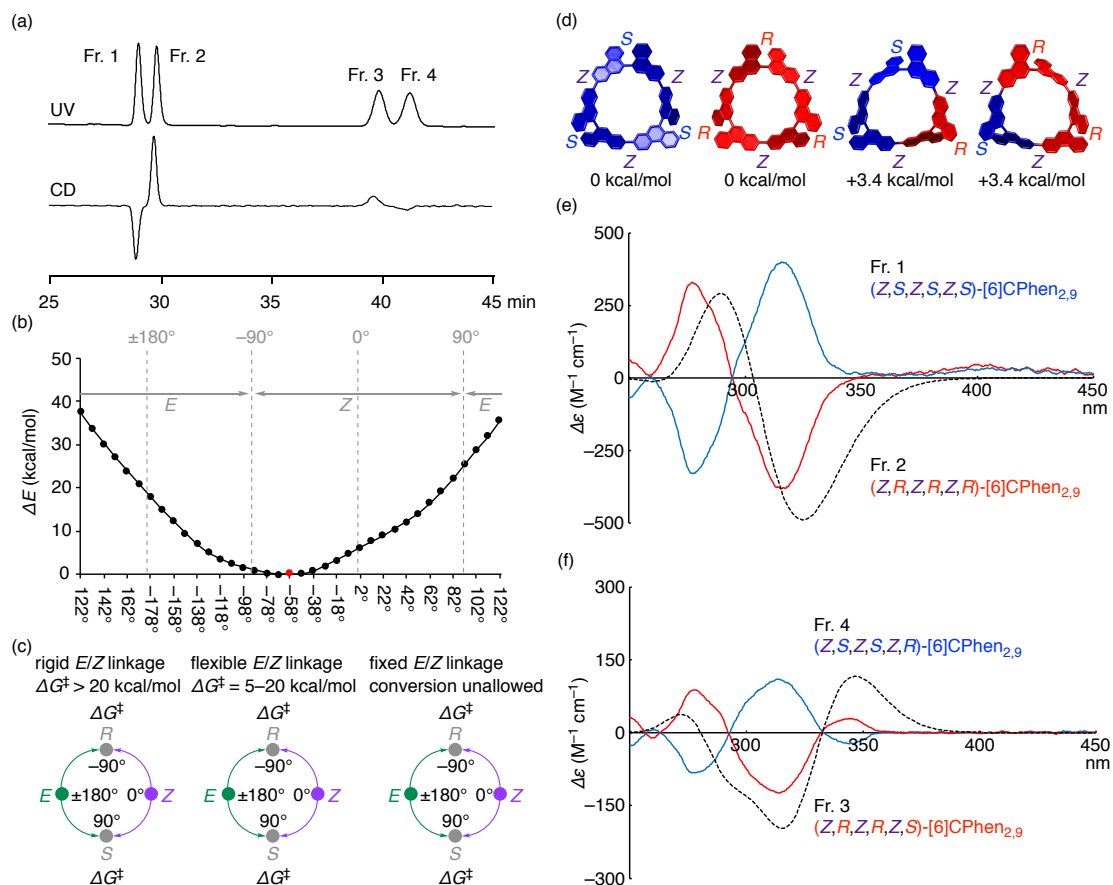 (a)
Fr. 1
Fr. 2
Fr. 3
Fr. 4
UV
CD
25 30 35 40 45 min
(b)
±180° –90° 0° 90°
E Z E
ΔE (kcal/mol)
50
40
30
20
10
0
122° 142° 162° –178° –158° –138° –118° –98° –78° –58° –38° –18° 2° 22° 42° 62° 82° 102° 122°
(c)
rigid E/Z linkage
ΔG‡ > 20 kcal/mol
ΔG‡
R
–90°
E ±180° 0° Z
90°
S
ΔG‡
flexible E/Z linkage
ΔG‡ = 5–20 kcal/mol
ΔG‡
R
–90°
E ±180° 0° Z
90°
S
ΔG‡
fixed E/Z linkage
conversion unallowed
ΔG‡
R
–90°
E ±180° 0° Z
90°
S
ΔG‡
(d)
S
Z Z
S S
Z
0 kcal/mol
R
Z Z
R R
Z
0 kcal/mol
S
Z Z
S R
Z
+3.4 kcal/mol
R
Z Z
S R
Z
+3.4 kcal/mol
(e)
Δε (M–1 cm–1)
500
250
0
–250
–500
300 350 400 450
nm
Fr. 1
(Z,S,Z,S,Z,S)-[6]CPhen2,9
Fr. 2
(Z,R,Z,R,Z,R)-[6]CPhen2,9
(f)
Δε (M–1 cm–1)
300
150
0
–150
–300
300 350 400 450
nm
Fr. 4
(Z,S,Z,S,Z,R)-[6]CPhen2,9
Fr. 3
(Z,R,Z,R,Z,S)-[6]CPhen2,9